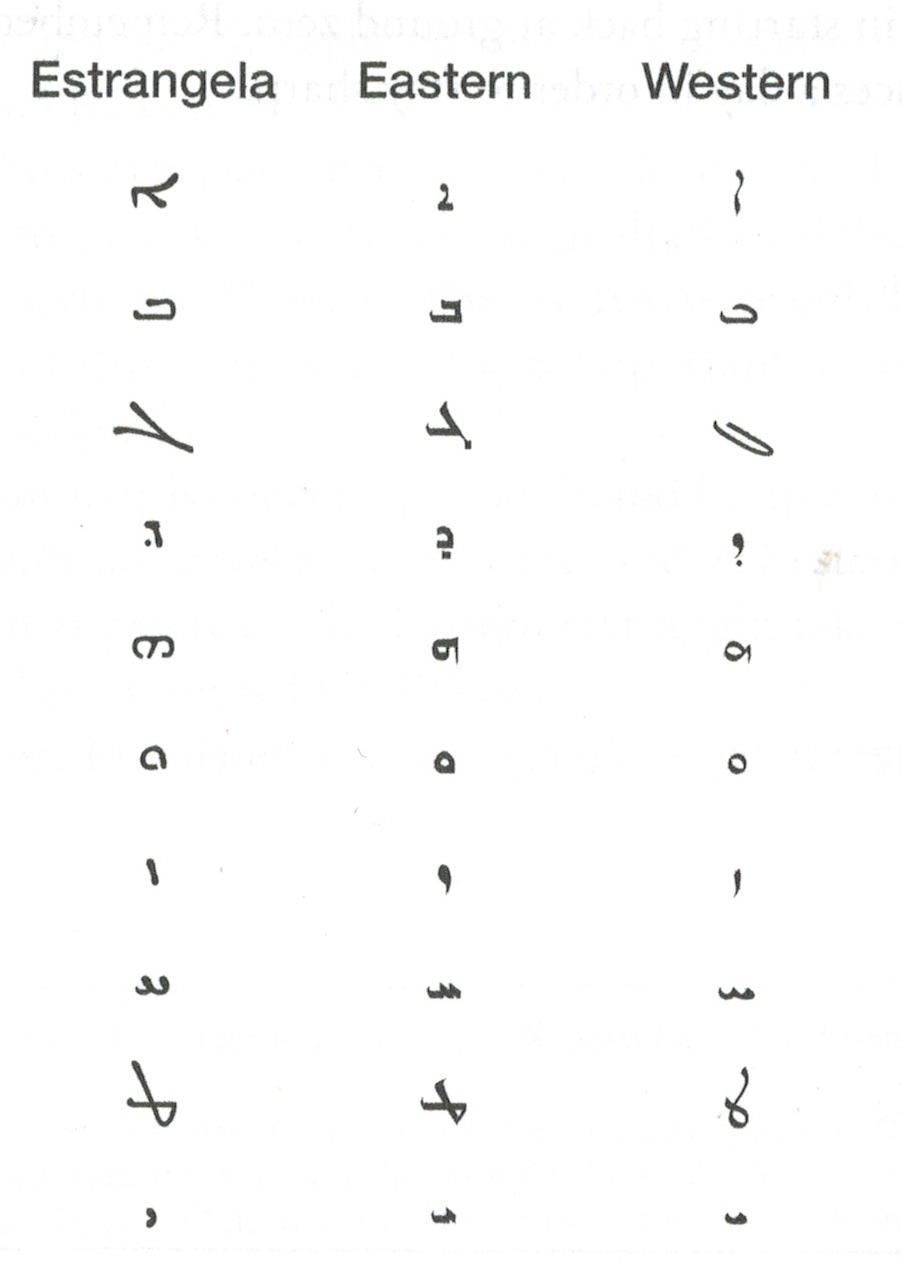 Estrangela Eastern Western
ܐ ܐ ܐ
ܒ ܒ ܒ
ܓ ܓ ܓ
ܕ ܕ ܕ
ܗ ܗ ܗ
ܘ ܘ ܘ
ܙ ܙ ܙ
ܚ ܚ ܚ
ܛ ܛ ܛ
ܝ ܝ ܝ